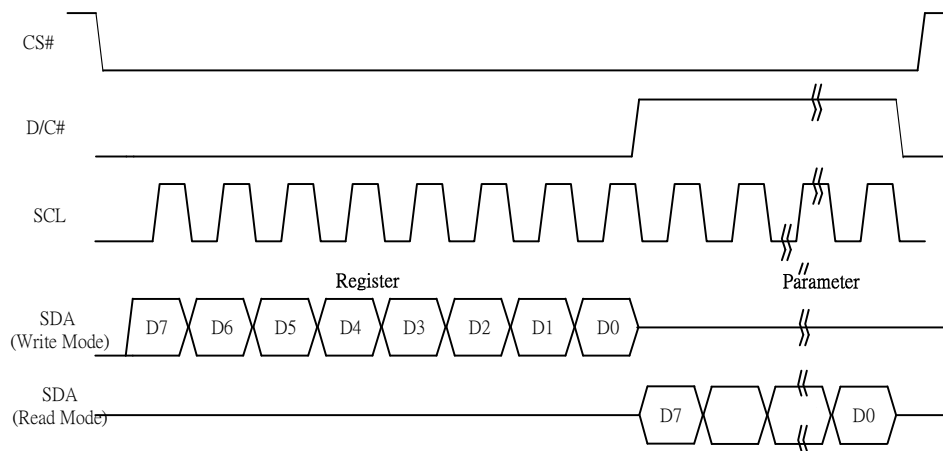 CS#
D/C#
SCL
Register
Parameter
SDA
(Write Mode)
D7
D6
D5
D4
D3
D2
D1
D0
SDA
(Read Mode)
D7
D0